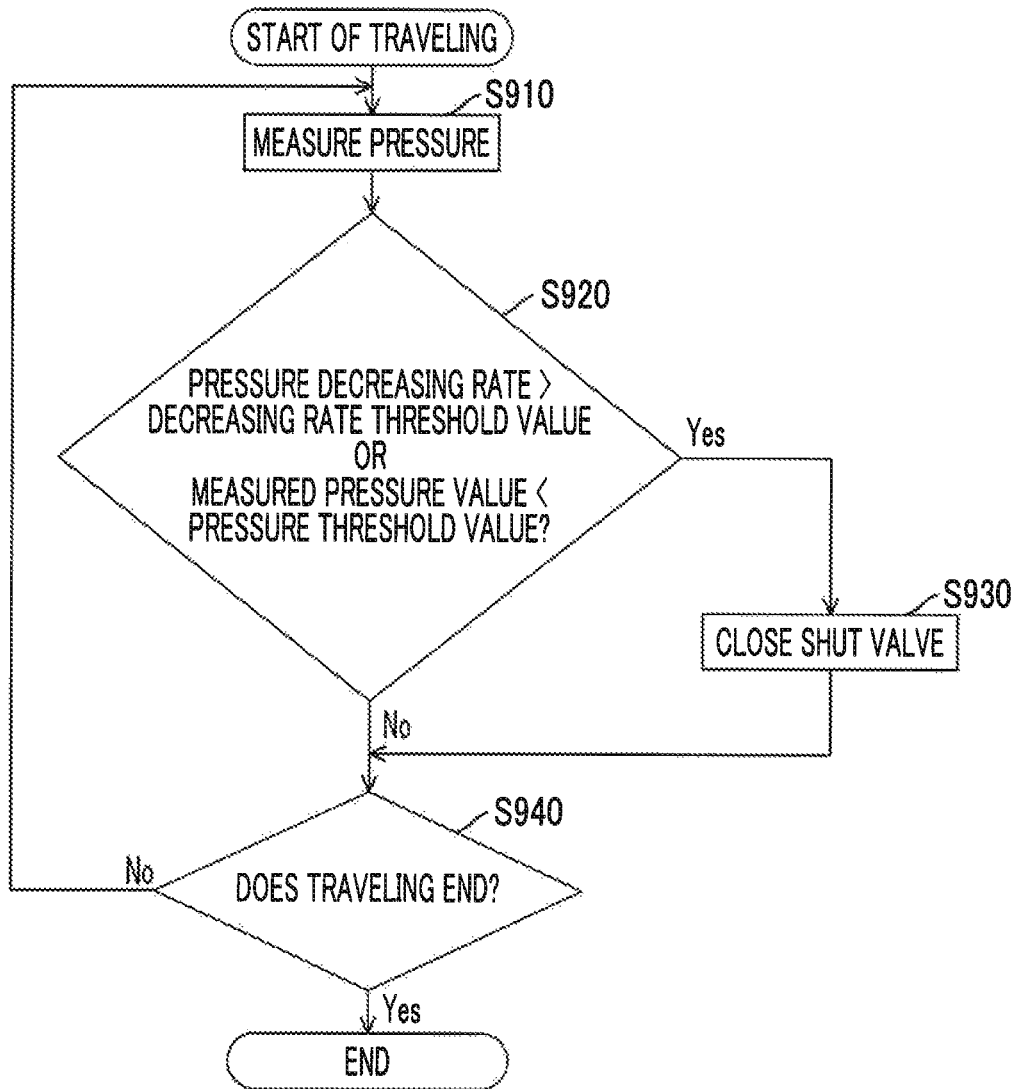 START OF TRAVELING
S910
MEASURE PRESSURE
S920
PRESSURE DECREASING RATE >
DECREASING RATE THRESHOLD VALUE
OR
MEASURED PRESSURE VALUE <
PRESSURE THRESHOLD VALUE?
Yes
S930
CLOSE SHUT VALVE
No
S940
No
DOES TRAVELING END?
Yes
END